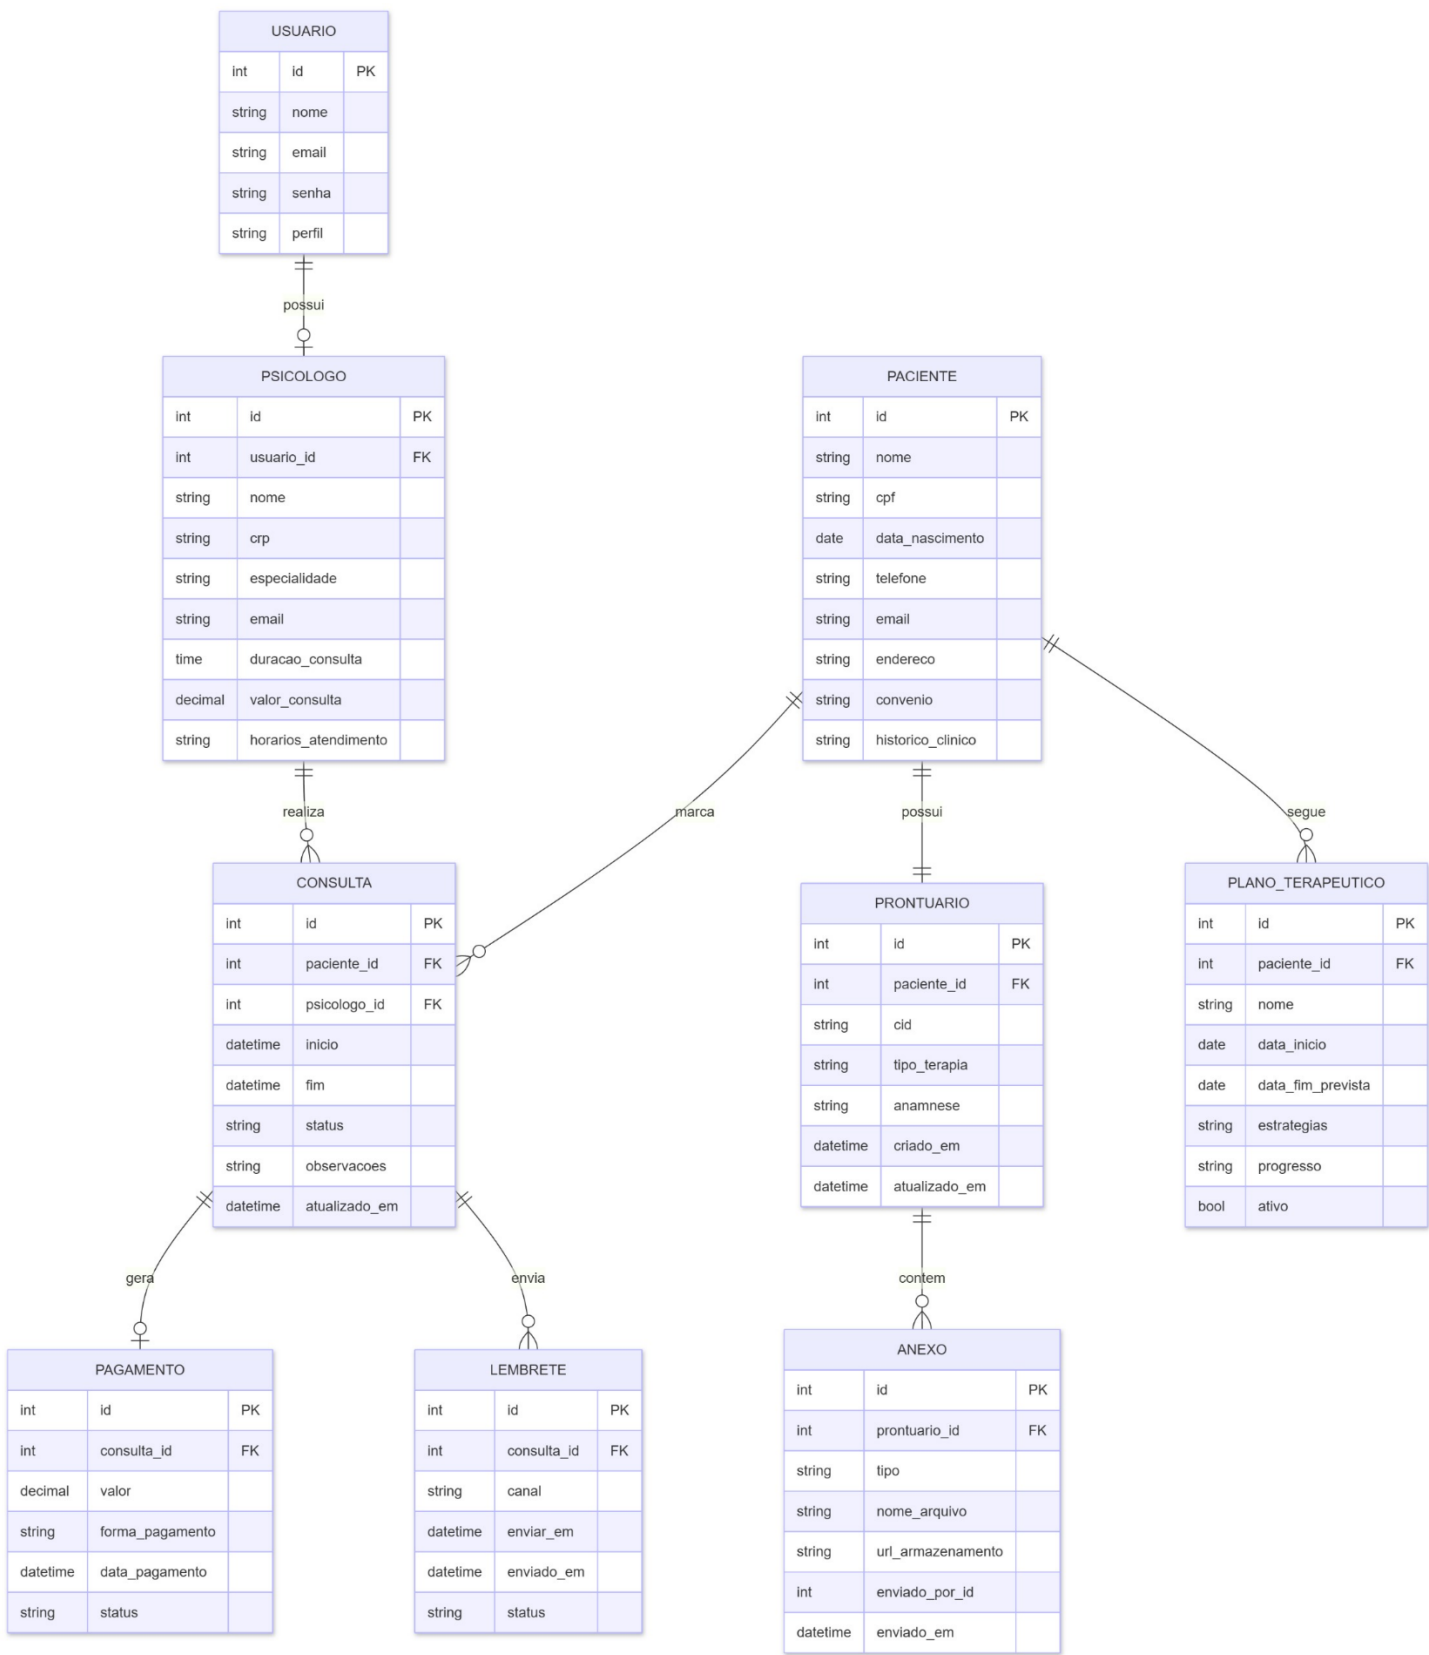 USUARIO
int id PK
string nome
string email
string senha
string perfil
possui
PSICOLOGO
int id PK
int usuario_id FK
string nome
string crp
string especialidade
string email
time duracao_consulta
decimal valor_consulta
string horarios_atendimento
PACIENTE
int id PK
string nome
string cpf
date data_nascimento
string telefone
string email
string endereco
string convenio
string historico_clinico
realiza
marca
possui
segue
CONSULTA
int id PK
int paciente_id FK
int psicologo_id FK
datetime inicio
datetime fim
string status
string observacoes
datetime atualizado_em
PRONTUARIO
int id PK
int paciente_id FK
string cid
string tipo_terapia
string anamnese
datetime criado_em
datetime atualizado_em
PLANO_TERAPEUTICO
int id PK
int paciente_id FK
string nome
date data_inicio
date data_fim_prevista
string estrategias
string progresso
bool ativo
gera
envia
contem
PAGAMENTO
int id PK
int consulta_id FK
decimal valor
string forma_pagamento
datetime data_pagamento
string status
LEMBRETE
int id PK
int consulta_id FK
string canal
datetime enviar_em
datetime enviado_em
string status
ANEXO
int id PK
int prontuario_id FK
string tipo
string nome_arquivo
string url_armazenamento
int enviado_por_id
datetime enviado_em